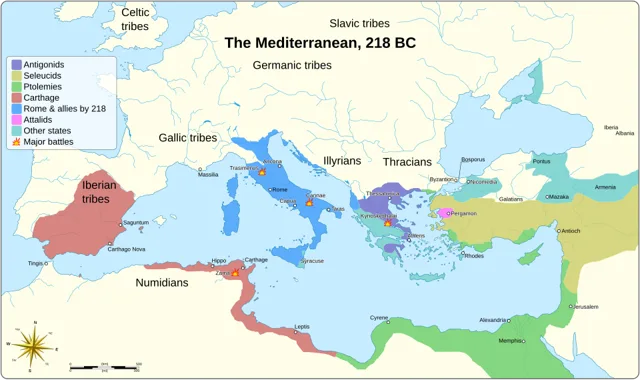 Celtic
tribes
Slavic tribes
The Mediterranean, 218 BC
Germanic tribes
Antigonids
Seleucids
Ptolemies
Carthage
Rome & allies by 218
Attalids
Other states
Major battles
Gallic tribes
Illyrians
Thracians
Iberian
tribes
Numidians
Iberia
Albania
Bosporus
Pontus
Armenia
Byzantion
Nicomedia
Galatians
Mazaka
Ancona
Trasimene
Massilia
Rome
Capua
Cannae
Taras
Thessalonica
Kynoskephalai
Pergamon
Athens
Antioch
Rhodes
Saguntum
Carthago Nova
Tingis
Hippo
Carthage
Zama
Syracuse
Leptis
Cyrene
Alexandria
Memphis
Jerusalem
N
W
E
S